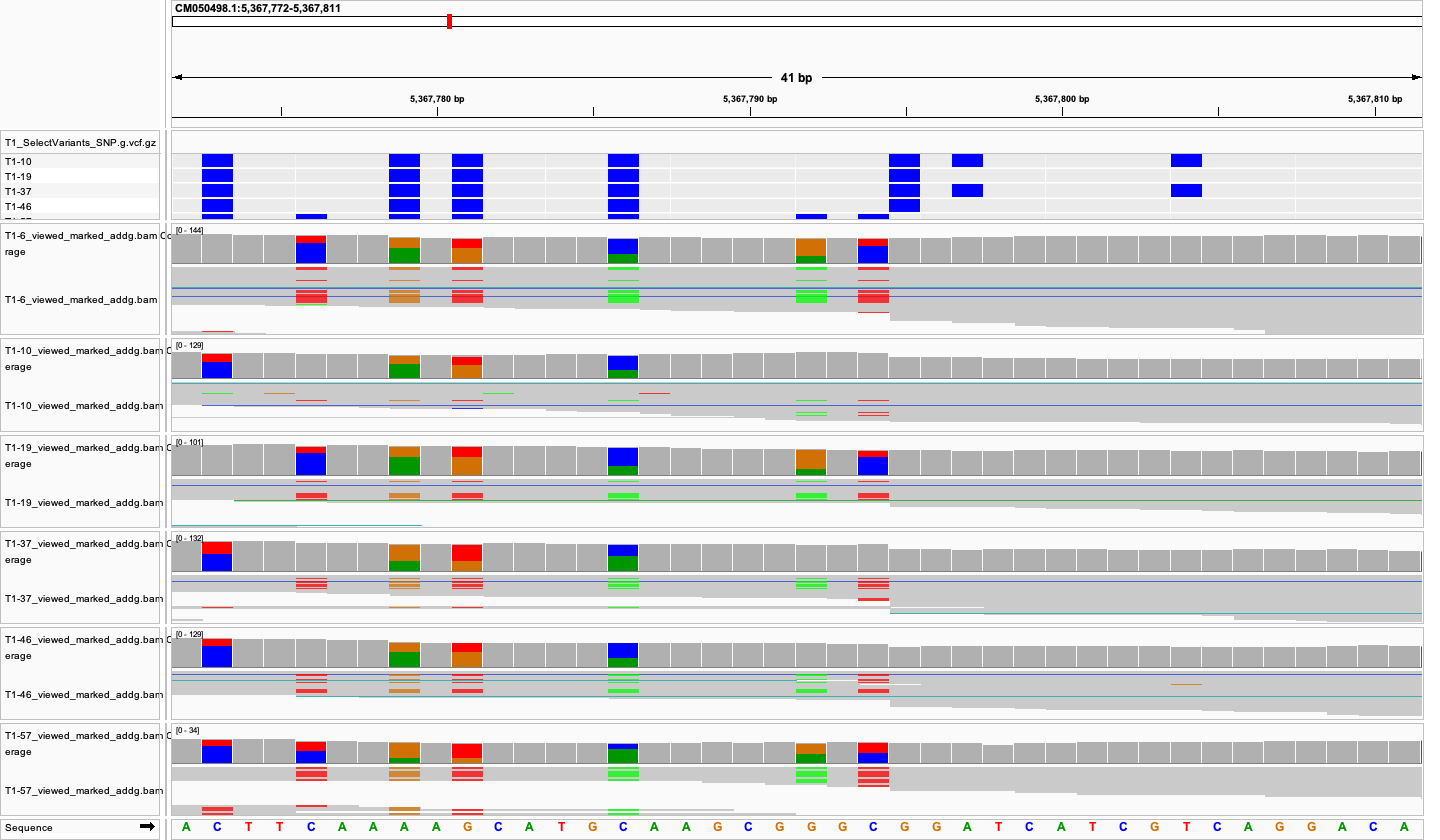 CM050498.1:5,367,772-5,367,811
41 bp
5,367,780 bp 5,367,790 bp 5,367,800 bp 5,367,810 bp
T1_SelectVariants_SNP.g.vcf.gz
T1-10
T1-19
T1-37
T1-46
T1-6_viewed_marked_addg.bam Co
rage
[0 - 144]
T1-6_viewed_marked_addg.bam
T1-10_viewed_marked_addg.bam C
erage
[0 - 129]
T1-10_viewed_marked_addg.bam
T1-19_viewed_marked_addg.bam C
erage
[0 - 101]
T1-19_viewed_marked_addg.bam
T1-37_viewed_marked_addg.bam C
erage
[0 - 132]
T1-37_viewed_marked_addg.bam
T1-46_viewed_marked_addg.bam C
erage
[0 - 129]
T1-46_viewed_marked_addg.bam
T1-57_viewed_marked_addg.bam C
erage
[0 - 34]
T1-57_viewed_marked_addg.bam
Sequence A C T T C A A A A G C A T G C A A G C G G G C G G A T C A T C G T C A G G A C A